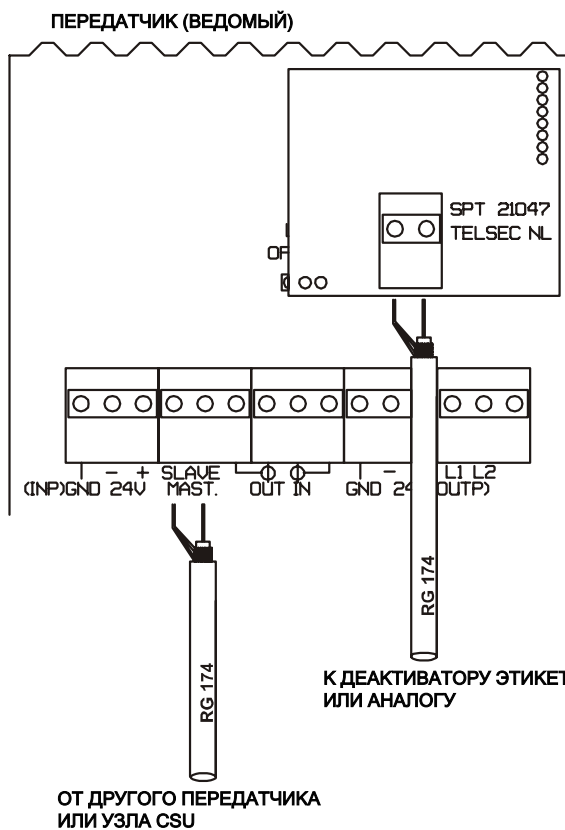 ПЕРЕДАТЧИК (ВЕДОМЫЙ)
SPT 21047
TELSEC NL
OF
- + SLAVE - L1 L2
(INP)GND 24V MAST. OUT IN GND 24 OUTP)
RG 174
RG 174
К ДЕАКТИВАТОРУ ЭТИКЕТ
ИЛИ АНАЛОГУ
ОТ ДРУГОГО ПЕРЕДАТЧИКА
ИЛИ УЗЛА CSU